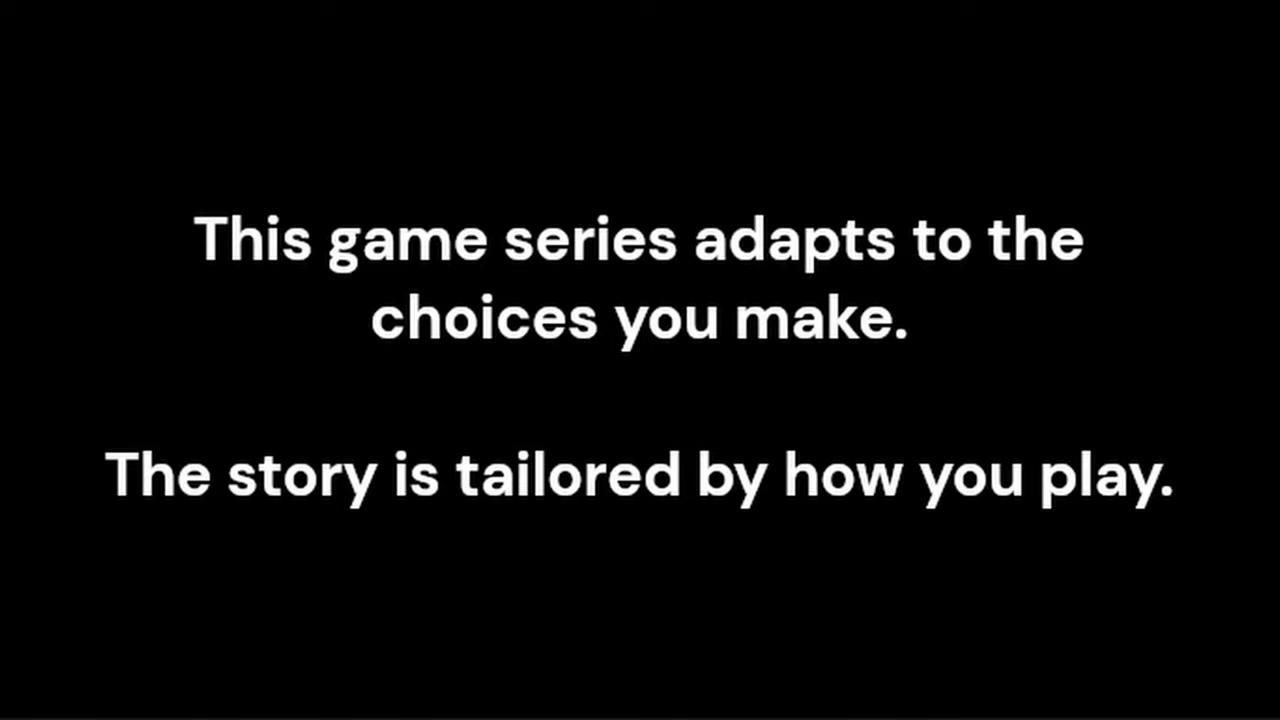 This game series adapts to the
choices you make.
The story is tailored by how you play.